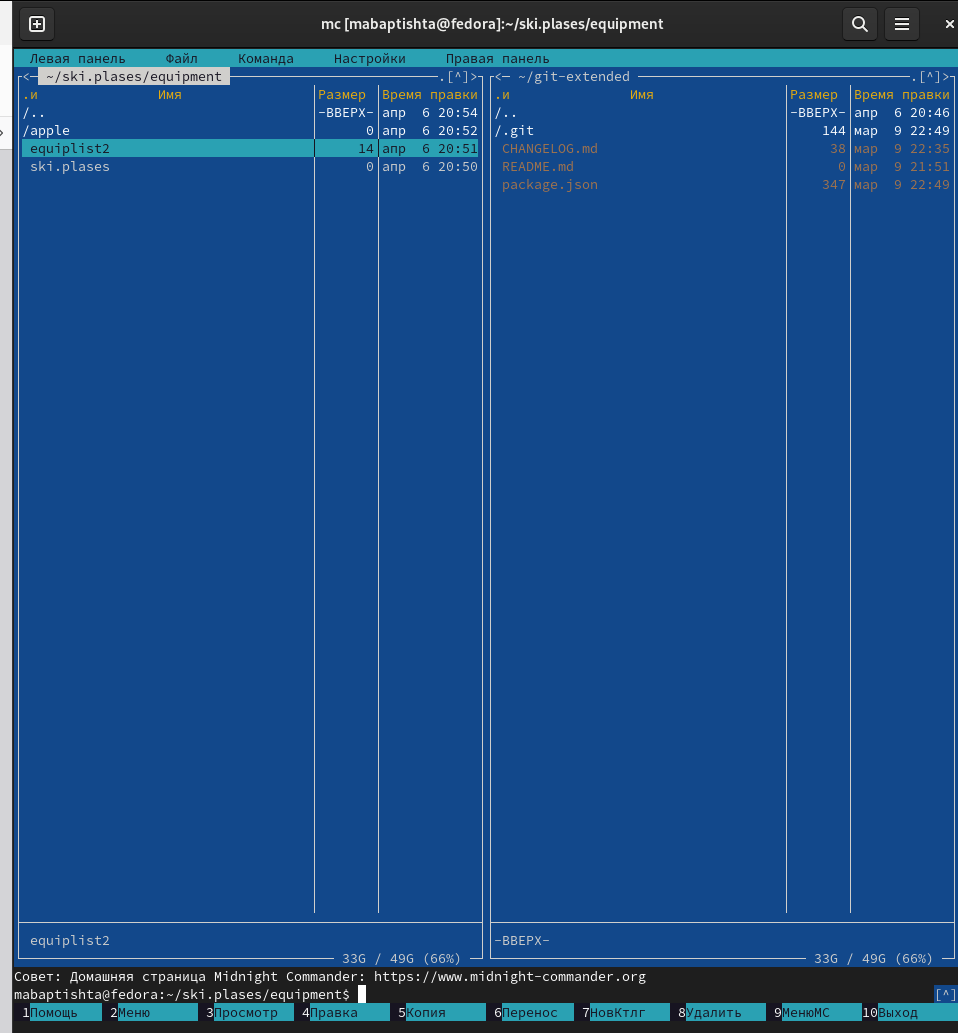 mc [mabaptishta@fedora]:~/ski.plases/equipment
Левая панель Файл Команда Настройки Правая панель
<─ ~/ski.plases/equipment .[^]> <─ ~/git-extended .[^]>
.и Имя Размер Время правки .и Имя Размер Время правки
/.. -ВВЕРХ- апр 6 20:54 /.. -ВВЕРХ- апр 6 20:46
/apple 0 апр 6 20:52 /.git 144 мар 9 22:49
equiplist2 14 апр 6 20:51 CHANGELOG.md 38 мар 9 22:35
ski.plases 0 апр 6 20:50 README.md 0 мар 9 21:51
package.json 347 мар 9 22:49
equiplist2 -ВВЕРХ-
33G / 49G (66%) 33G / 49G (66%)
Совет: Домашняя страница Midnight Commander: https://www.midnight-commander.org
mabaptishta@fedora:~/ski.plases/equipment$ [^]
1Помощь 2Меню 3Просмотр 4Правка 5Копия 6Перенос 7НовКтлг 8Удалить 9МенюMC 10Выход